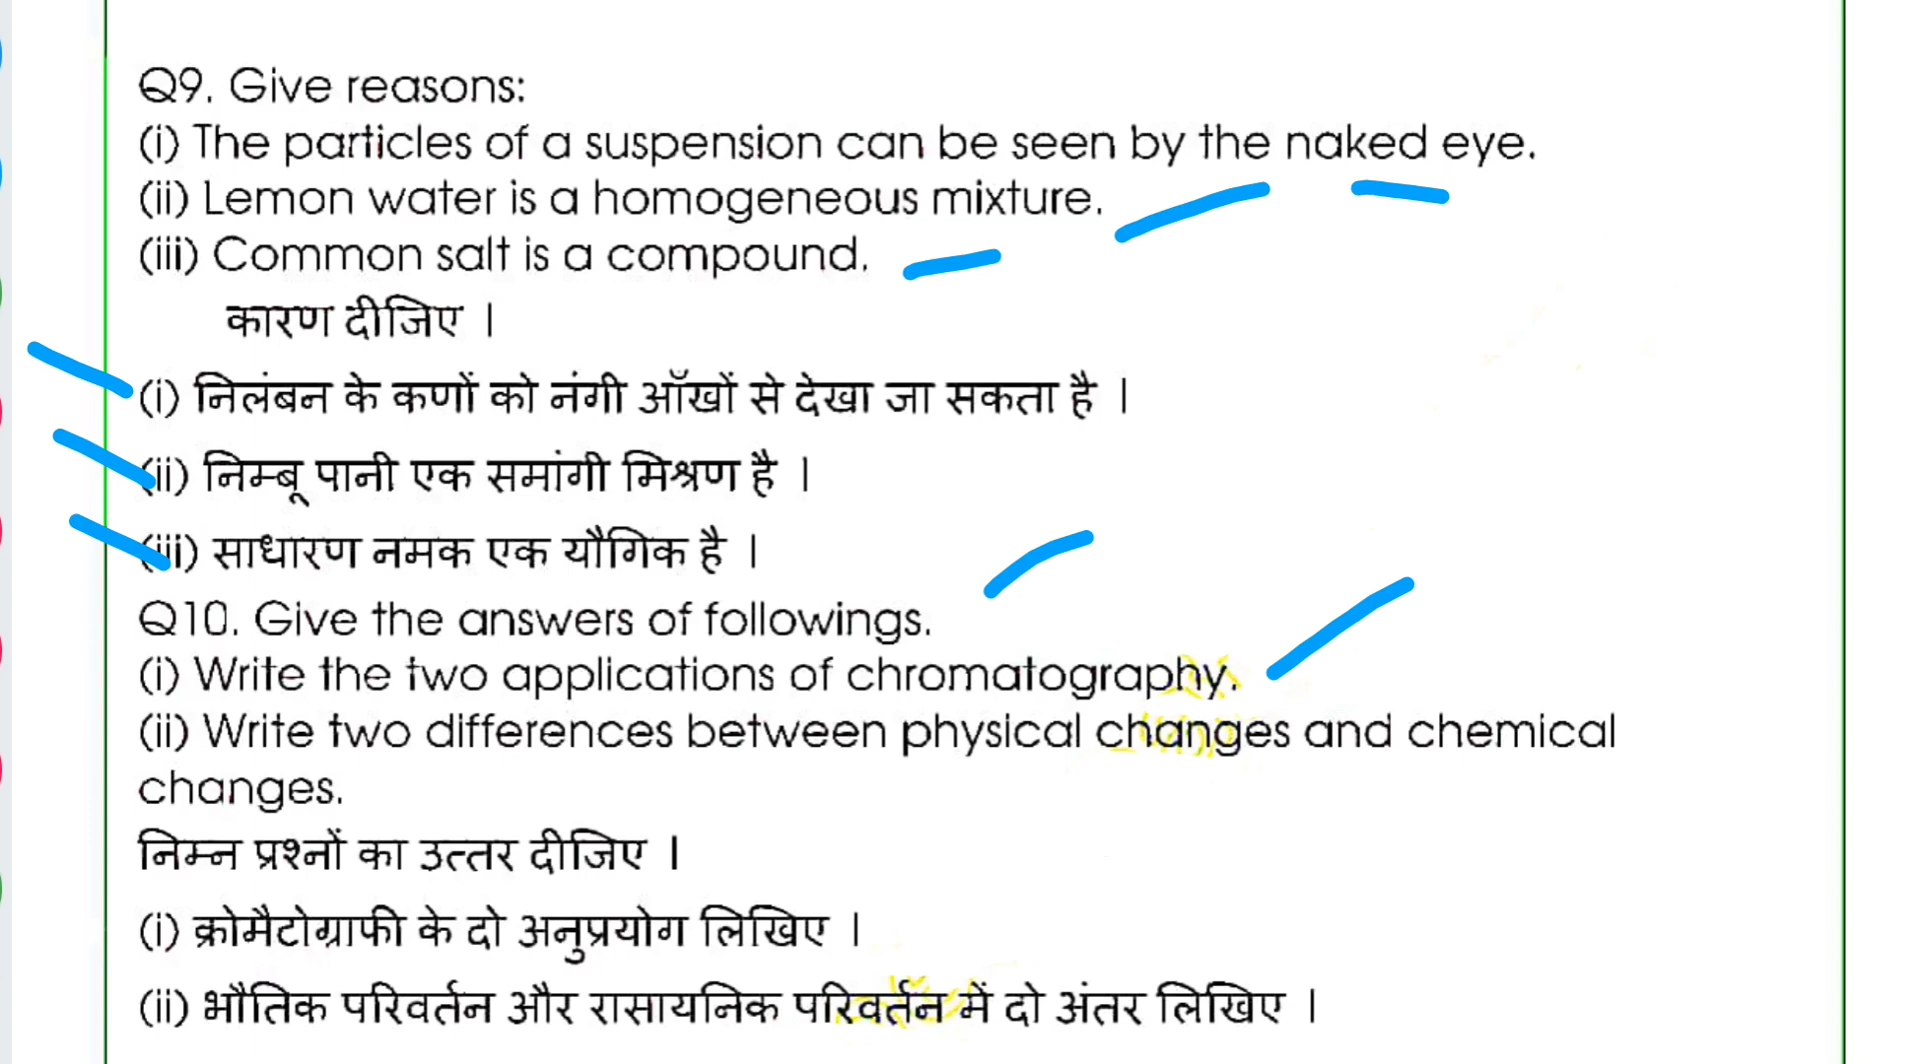 Q9. Give reasons:
(i) The particles of a suspension can be seen by the naked eye.
(ii) Lemon water is a homogeneous mixture.
(iii) Common salt is a compound.
कारण दीजिए ।
(i) निलंबन के कणों को नंगी आँखों से देखा जा सकता है ।
(ii) निम्बू पानी एक समांगी मिश्रण है ।
(iii) साधारण नमक एक यौगिक है ।
Q10. Give the answers of followings.
(i) Write the two applications of chromatography.
(ii) Write two differences between physical changes and chemical
changes.
निम्न प्रश्नों का उत्तर दीजिए ।
(i) क्रोमैटोग्राफी के दो अनुप्रयोग लिखिए ।
(ii) भौतिक परिवर्तन और रासायनिक परिवर्तन में दो अंतर लिखिए ।